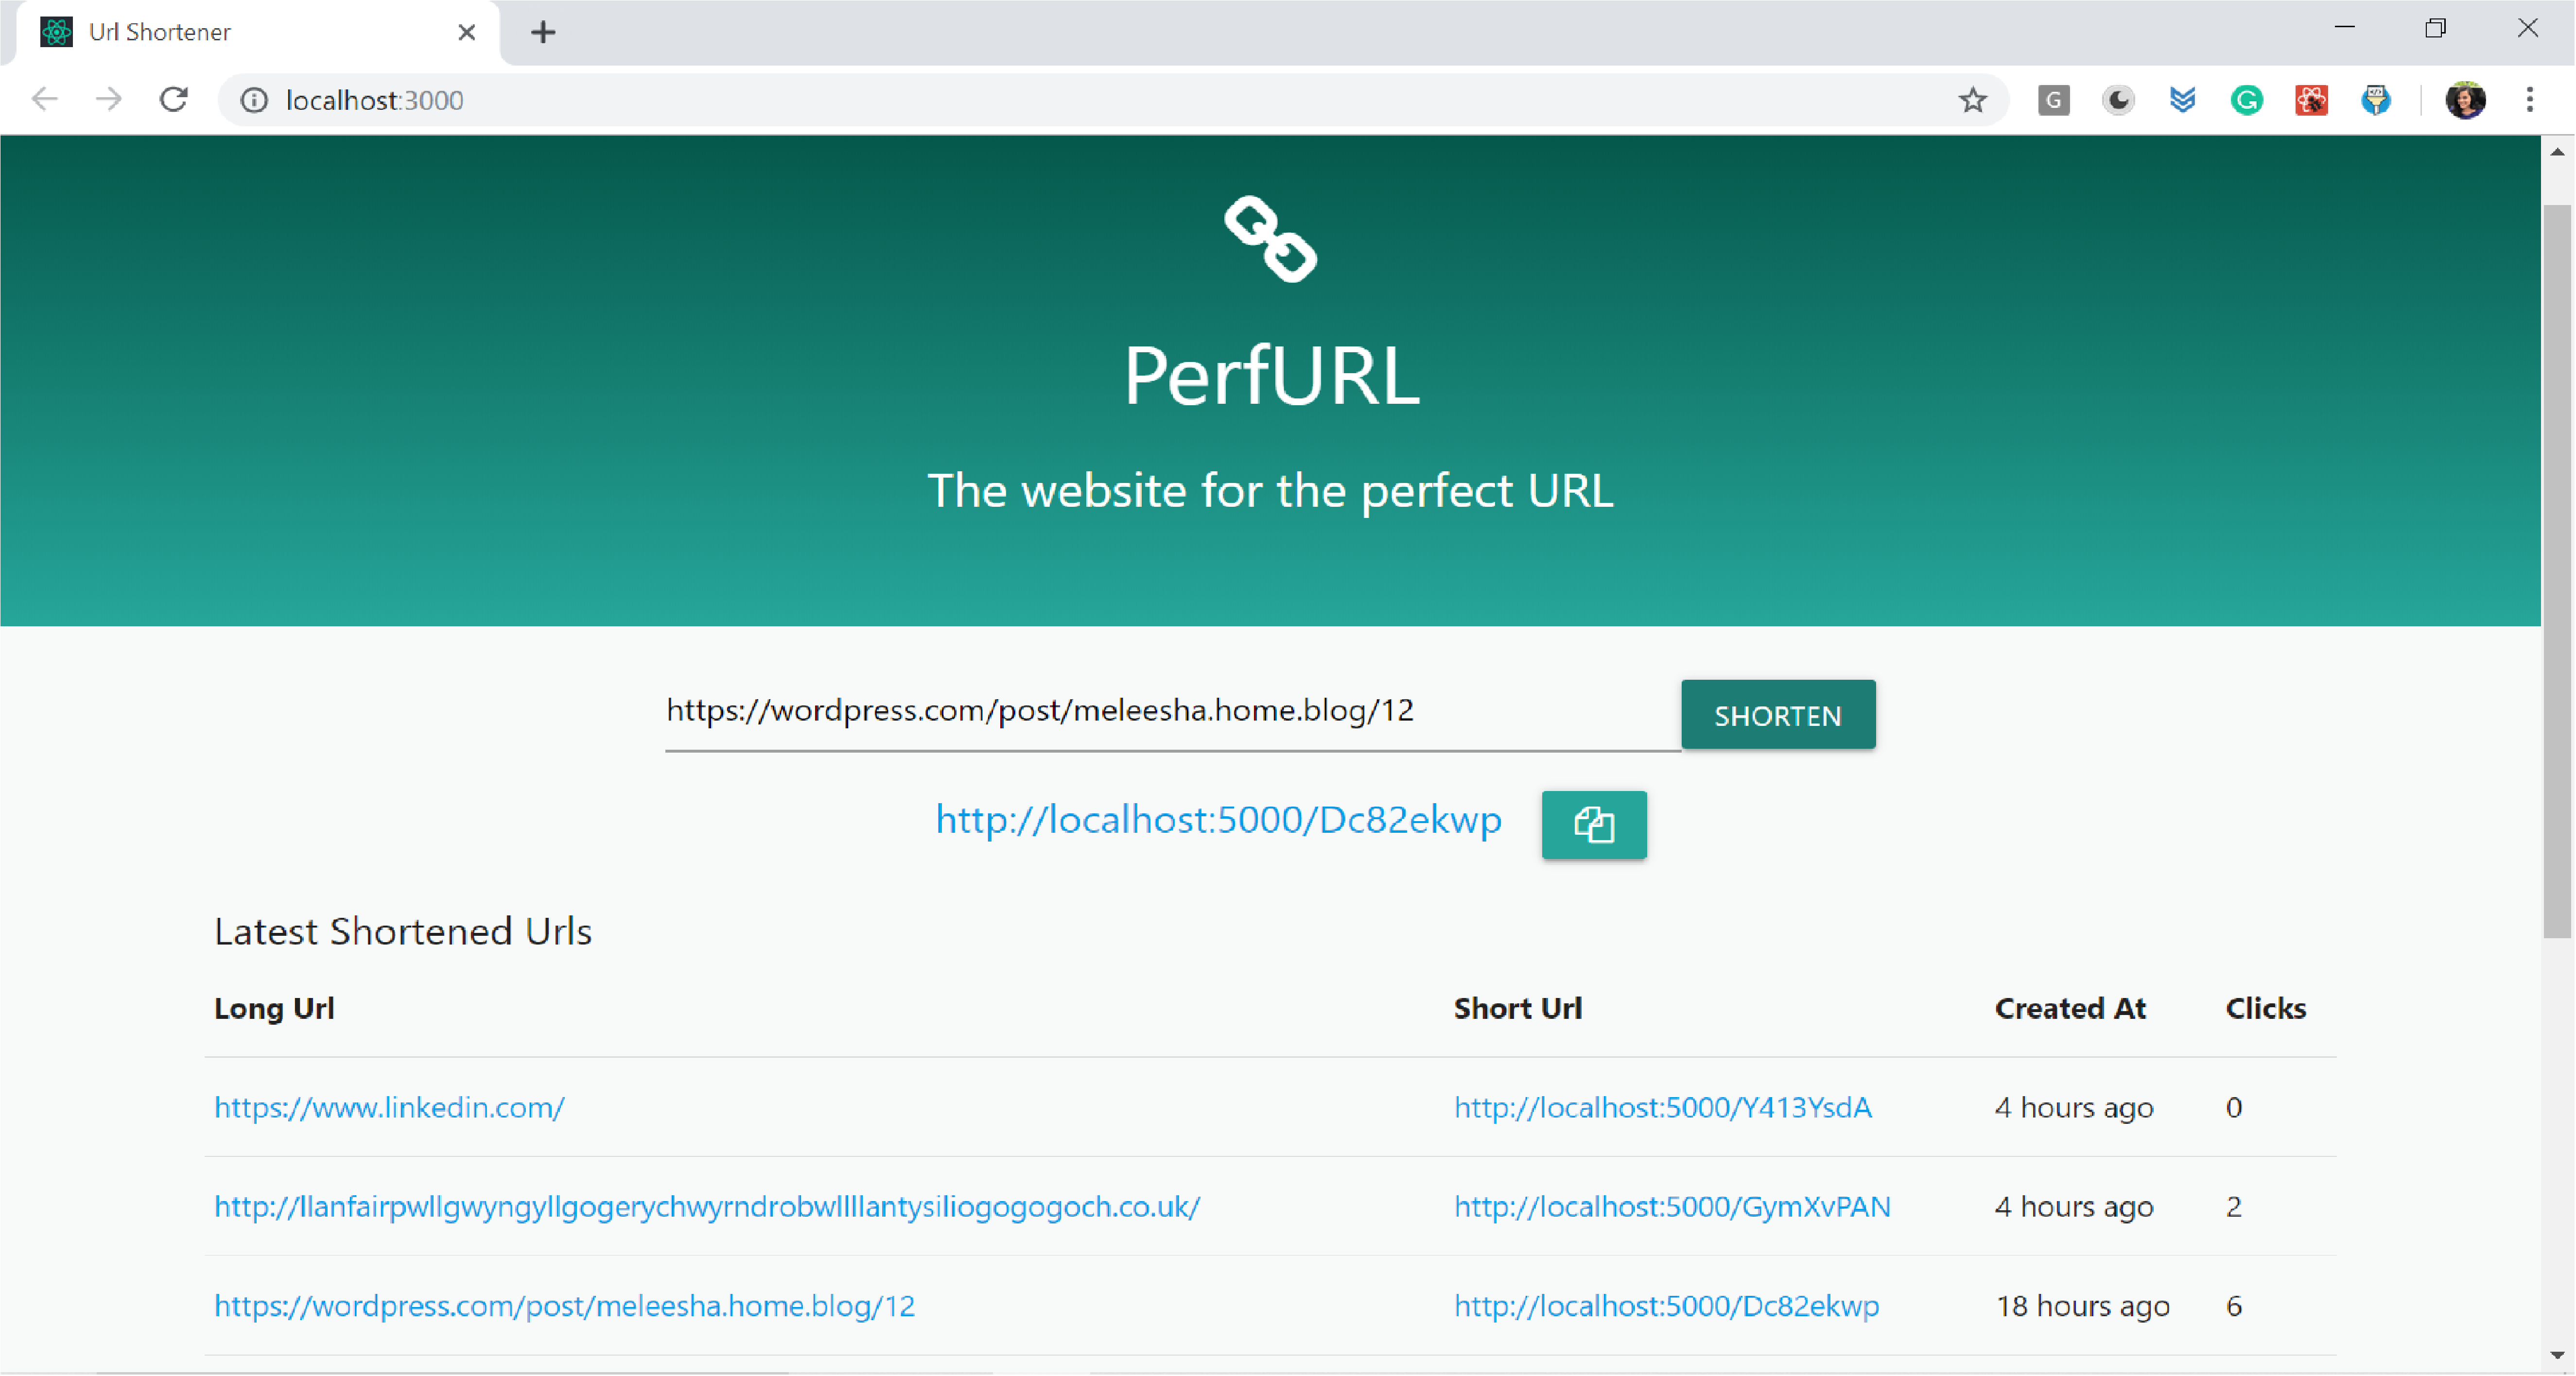 Url Shortener
localhost:3000
G
G
PerfURL
The website for the perfect URL
https://wordpress.com/post/meleesha.home.blog/12 SHORTEN
http://localhost:5000/Dc82ekwp
Latest Shortened Urls
Long Url Short Url Created At Clicks
https://www.linkedin.com/ http://localhost:5000/Y413YsdA 4 hours ago 0
http://llanfairpwllgwyngyllgogerychwyrndrobwllllantysiliogogogoch.co.uk/ http://localhost:5000/GymXvPAN 4 hours ago 2
https://wordpress.com/post/meleesha.home.blog/12 http://localhost:5000/Dc82ekwp 18 hours ago 6